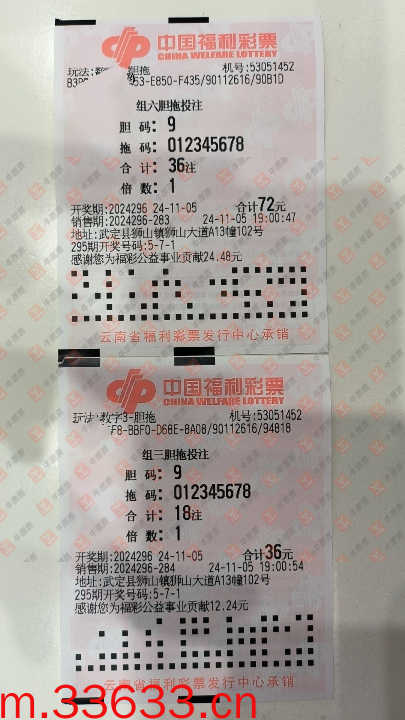 中国福利彩票
CHINA WELFARE LOTTERY
玩法: 胆拖 机号:53051452
53-E850-F435/90112616/90B1D
组六胆拖投注
胆 码: 9
拖 码: 012345678
合 计: 36注
倍 数: 1
开奖期:2024296 24-11-05 合计72元
销售期:2024296-283 24-11-05 19:00:47
地址:武定县狮山镇狮山大道A13幢102号
295期开奖号码:5-7-1
感谢您为福彩公益事业贡献24.48元
云南省福利彩票发行中心承销
中国福利彩票
CHINA WELFARE LOTTERY
玩法:数字3-胆拖 机号:53051452
F8-BBF0-D68E-8A08/90112616/94818
组三胆拖投注
胆 码: 9
拖 码: 012345678
合 计: 18注
倍 数: 1
开奖期:2024296 24-11-05 合计36元
销售期:2024296-284 24-11-05 19:00:54
地址:武定县狮山镇狮山大道A13幢102号
295期开奖号码:5-7-1
感谢您为福彩公益事业贡献12.24元
云南省福利彩票发行中心承销
m.33633.cn